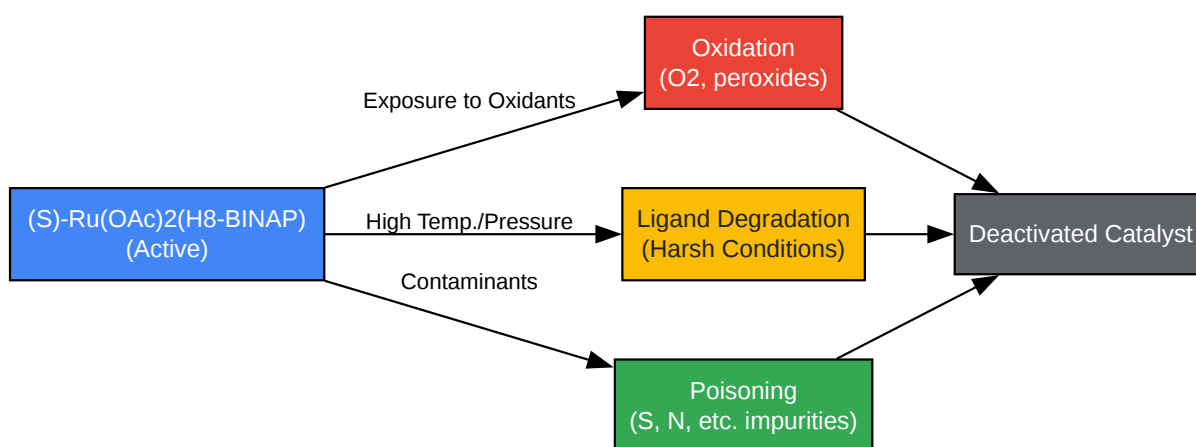 Oxidation
(O2, peroxides)
Exposure to Oxidants
(S)-Ru(OAc)2(H8-BINAP)
(Active)
High Temp./Pressure
Ligand Degradation
(Harsh Conditions)
Deactivated Catalyst
Contaminants
Poisoning
(S, N, etc. impurities)